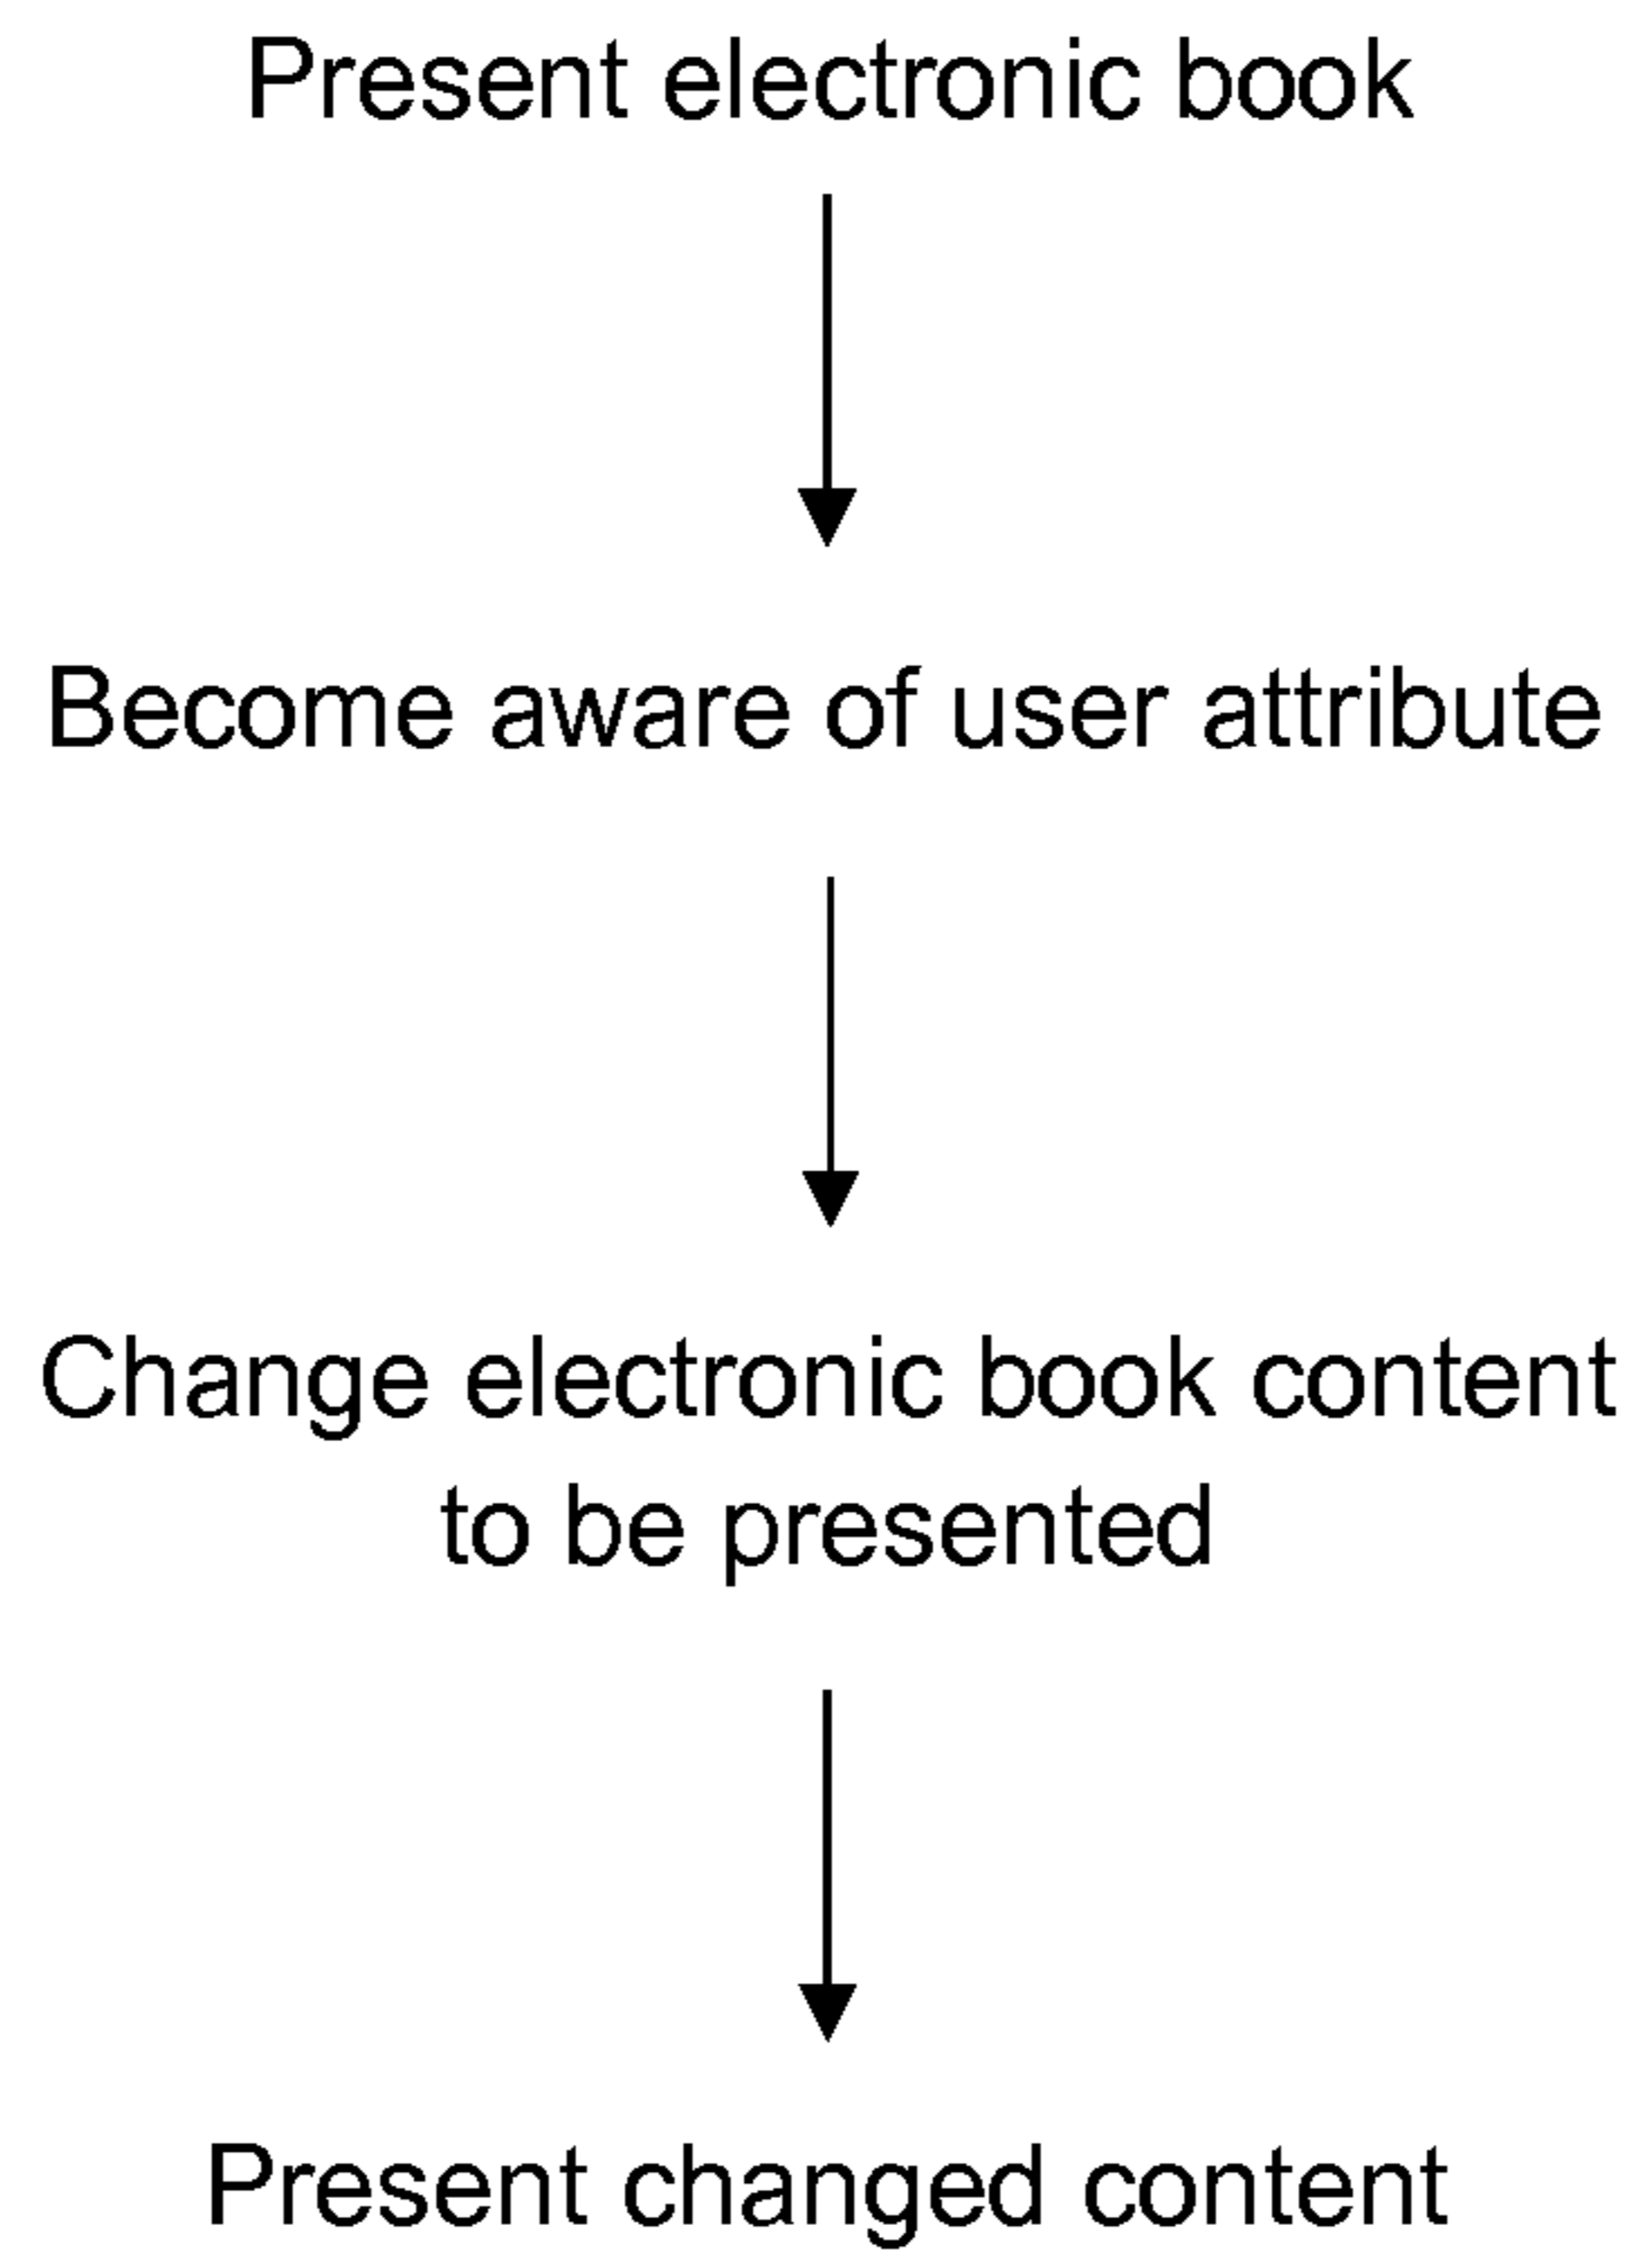 Present electronic book
Become aware of user attribute
Change electronic book content
to be presented
Present changed content